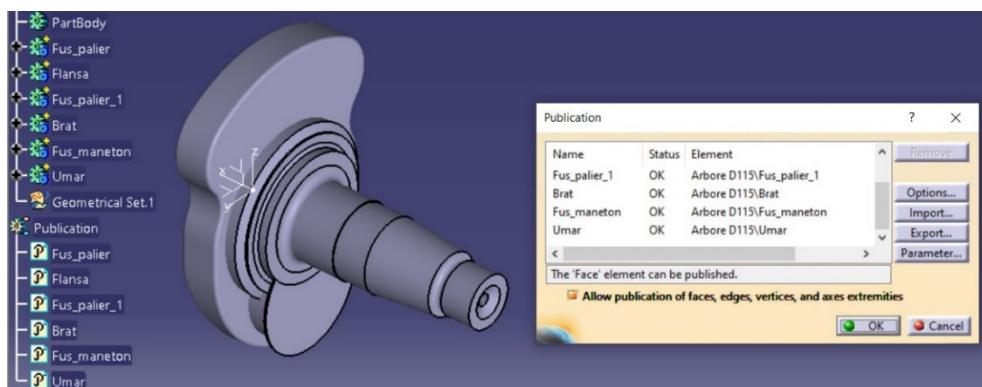 PartBody
Fus_palier
Flansa
Fus_palier_1
Brat
Fus_maneton
Umar
Geometrical Set.1
Publication
Fus_palier
Flansa
Fus_palier_1
Brat
Fus_maneton
Umar
z
x
y
Publication ? ×
Name Status Element
Fus_palier_1 OK Arbore D115\Fus_palier_1
Brat OK Arbore D115\Brat
Fus_maneton OK Arbore D115\Fus_maneton
Umar OK Arbore D115\Umar
Remove
Options...
Import...
Export...
Parameter...
The 'Face' element can be published.
Allow publication of faces, edges, vertices, and axes extremities
OK Cancel